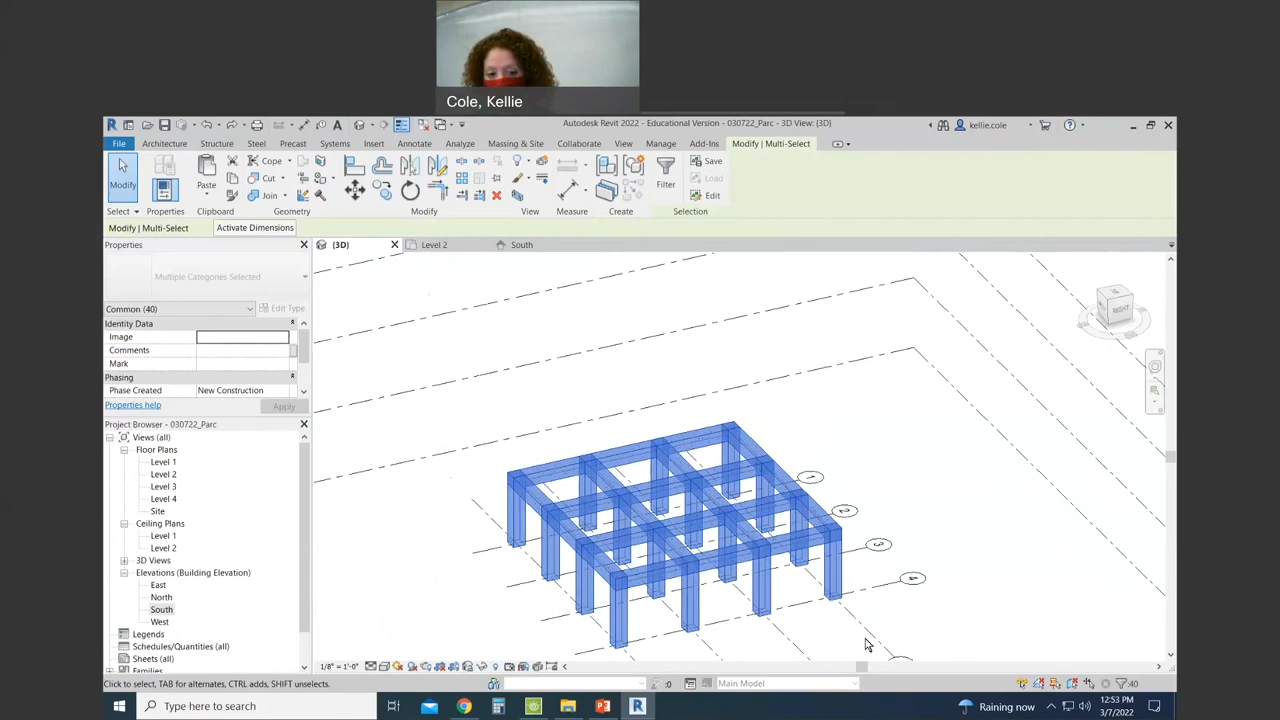 Cole, Kellie
Autodesk Revit 2022 - Educational Version - 030722_Parc - 3D View: {3D}
kellie.cole
File Architecture Structure Steel Precast Systems Insert Annotate Analyze Massing & Site Collaborate View Manage Add-Ins Modify | Multi-Select
Modify
Paste
Cope
Cut
Join
Filter
Save
Load
Edit
Select Properties Clipboard Geometry Modify View Measure Create Selection
Modify | Multi-Select Activate Dimensions
Properties
(3D) Level 2 South
Multiple Categories Selected
Common (40) Edit Type
Identity Data
Image
Comments
Mark
Phasing
Phase Created New Construction
Properties help Apply
Project Browser - 030722_Parc
Views (all)
Floor Plans
Level 1
Level 2
Level 3
Level 4
Site
Ceiling Plans
Level 1
Level 2
3D Views
Elevations (Building Elevation)
East
North
South
West
Legends
Schedules/Quantities (all)
Sheets (all)
Families
RIGHT
1
2
3
4
1/8" = 1'-0"
Click to select, TAB for alternates, CTRL adds, SHIFT unselects.
:0
Main Model
:40
Type here to search
Raining now
12:53 PM
3/7/2022